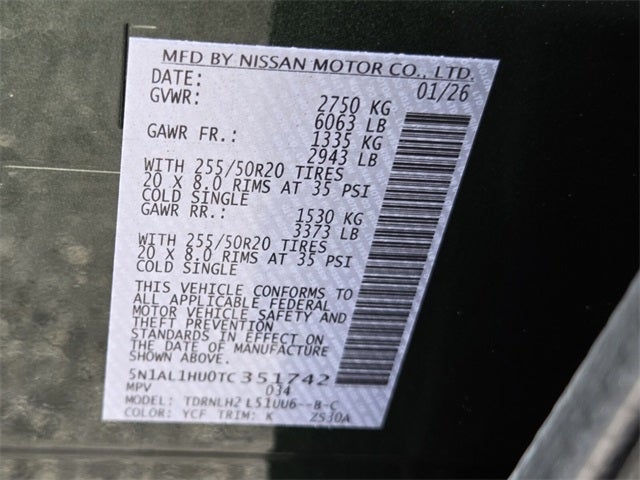 MFD BY NISSAN MOTOR CO., LTD.
DATE: 01/26
GVWR: 2750 KG
6063 LB
GAWR FR.: 1335 KG
2943 LB
WITH 255/50R20 TIRES
20 X 8.0 RIMS AT 35 PSI
COLD SINGLE
GAWR RR.: 1530 KG
3373 LB
WITH 255/50R20 TIRES
20 X 8.0 RIMS AT 35 PSI
COLD SINGLE
THIS VEHICLE CONFORMS TO
ALL APPLICABLE FEDERAL
MOTOR VEHICLE SAFETY AND
THEFT PREVENTION
STANDARDS IN EFFECT ON
THE DATE OF MANUFACTURE
SHOWN ABOVE.
5N1AL1HU0TC351742
MPV 034
MODEL: TDRNLH2 L51UU6--B-C
COLOR: YCF TRIM: K ZS30A